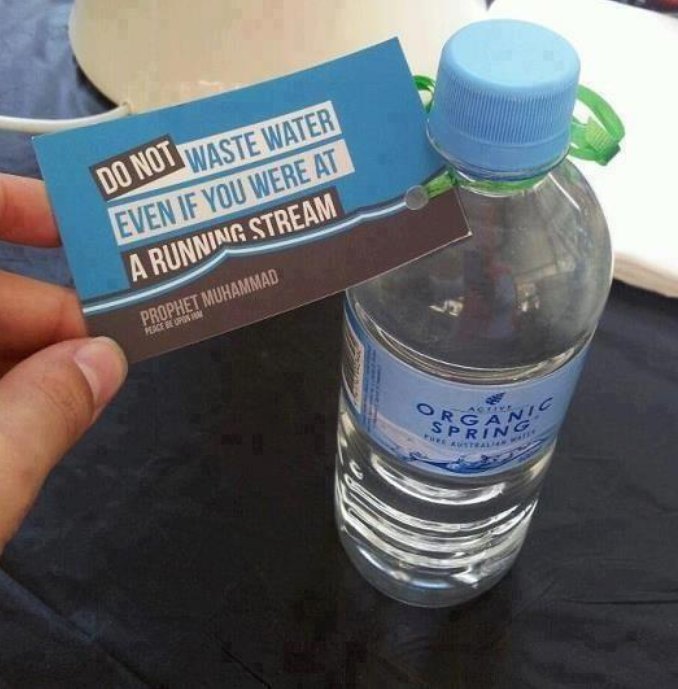 DO NOT WASTE WATER
EVEN IF YOU WERE AT
A RUNNING STREAM
PROPHET MUHAMMAD
PEACE BE UPON HIM
ACTIVE
ORGANIC
SPRING
PURE AUSTRALIAN WATER